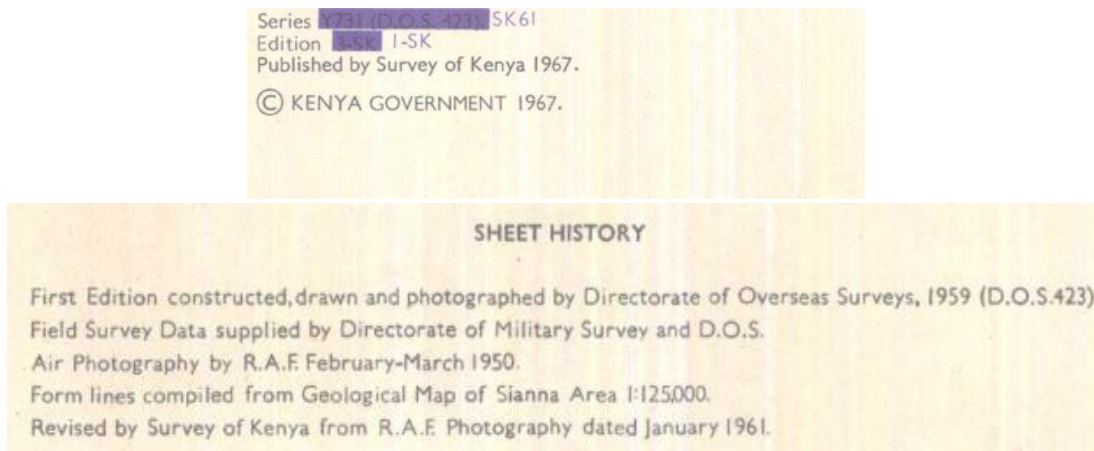 Series Y731 (D.O.S. 423). SK61
Edition 3-SK 1-SK
Published by Survey of Kenya 1967.
© KENYA GOVERNMENT 1967.
SHEET HISTORY
First Edition constructed, drawn and photographed by Directorate of Overseas Surveys, 1959 (D.O.S.423)
Field Survey Data supplied by Directorate of Military Survey and D.O.S.
Air Photography by R.A.F. February-March 1950.
Form lines compiled from Geological Map of Sianna Area 1:125,000.
Revised by Survey of Kenya from R.A.F. Photography dated January 1961.